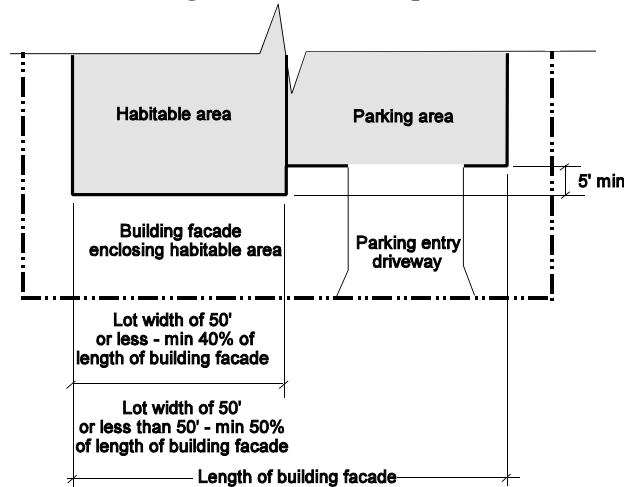 Habitable area
Parking area
5' min
Building facade
enclosing habitable area
Parking entry
driveway
Lot width of 50'
or less - min 40% of
length of building facade
Lot width of 50'
or less than 50' - min 50%
of length of building facade
Length of building facade